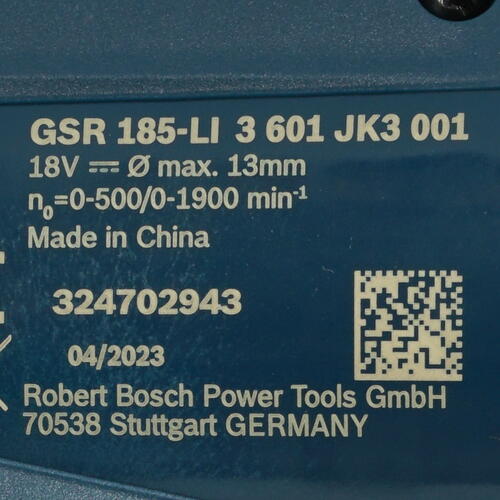 GSR 185-LI 3 601 JK3 001
18V ⎓ Ø max. 13mm
n₀=0-500/0-1900 min⁻¹
Made in China
324702943
04/2023
Robert Bosch Power Tools GmbH
70538 Stuttgart GERMANY